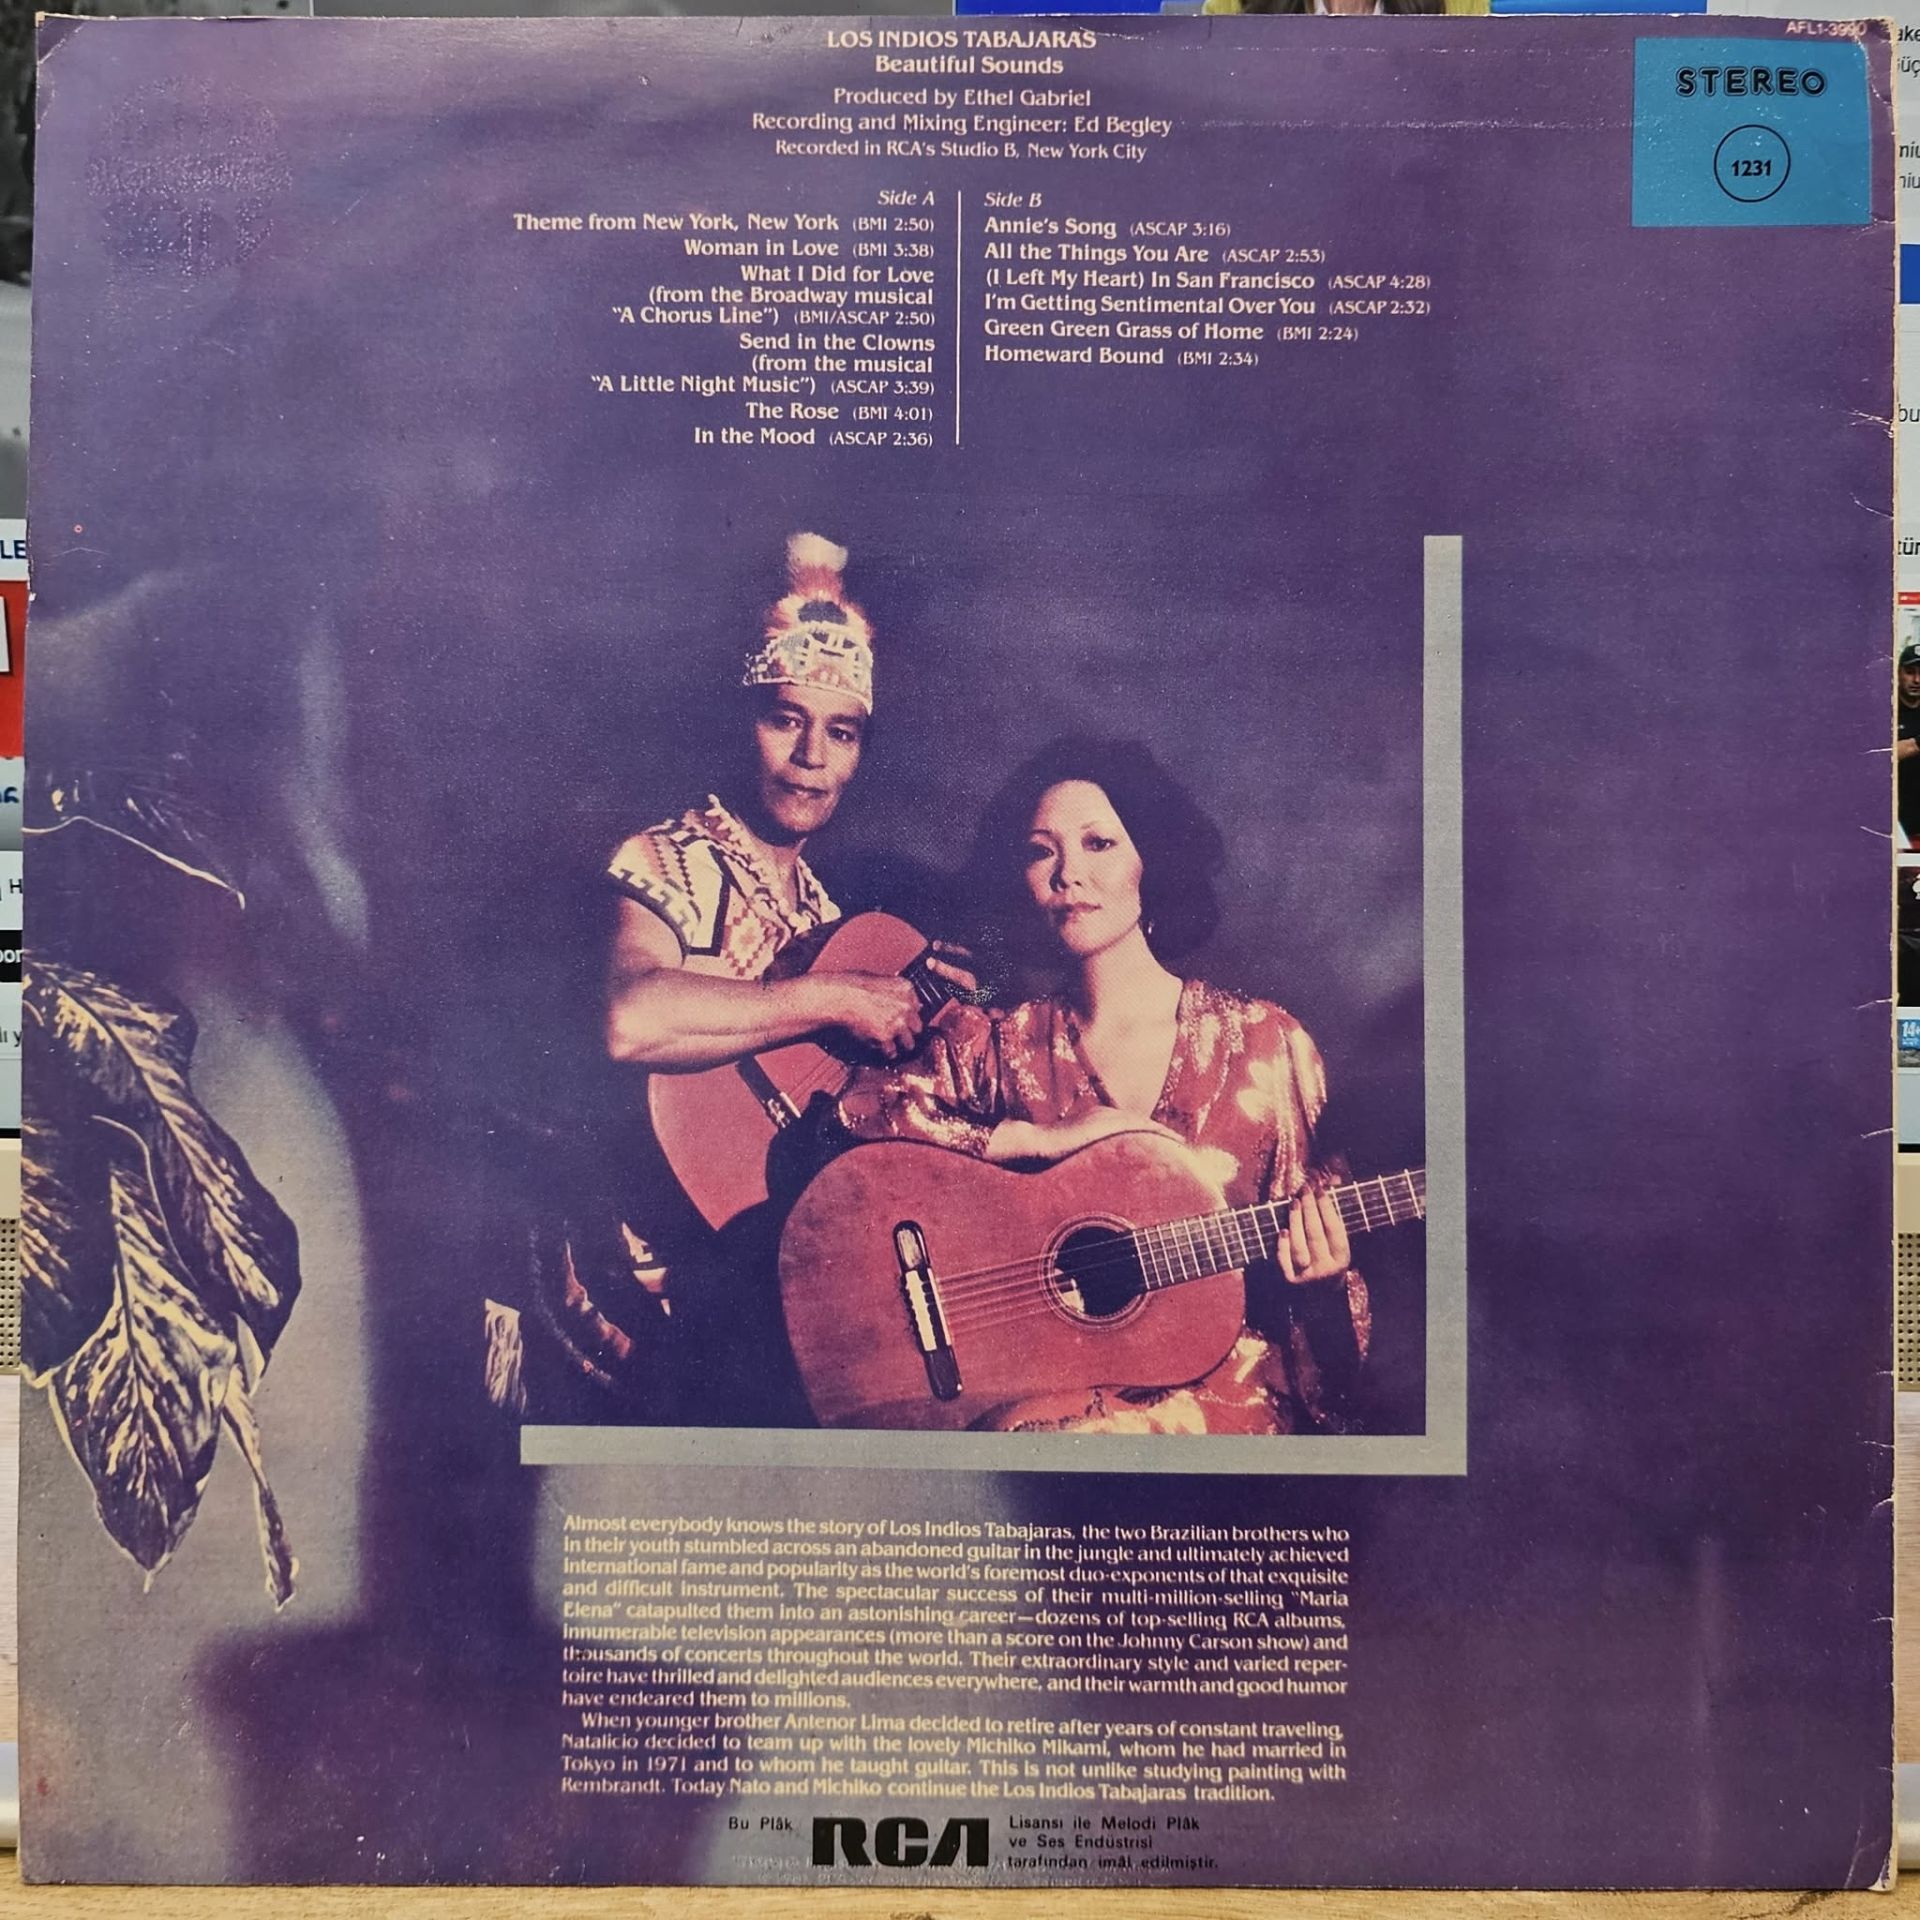 AFL1-3990
LOS INDIOS TABAJARAS
Beautiful Sounds
Produced by Ethel Gabriel
Recording and Mixing Engineer: Ed Begley
Recorded in RCA's Studio B, New York City
STEREO
1231
Side A
Theme from New York, New York (BMI 2:50)
Woman in Love (BMI 3:38)
What I Did for Love
(from the Broadway musical
"A Chorus Line") (BMI/ASCAP 2:50)
Send in the Clowns
(from the musical
"A Little Night Music") (ASCAP 3:39)
The Rose (BMI 4:01)
In the Mood (ASCAP 2:36)
Side B
Annie's Song (ASCAP 3:16)
All the Things You Are (ASCAP 2:53)
(I Left My Heart) In San Francisco (ASCAP 4:28)
I'm Getting Sentimental Over You (ASCAP 2:32)
Green Green Grass of Home (BMI 2:24)
Homeward Bound (BMI 2:34)
Almost everybody knows the story of Los Indios Tabajaras, the two Brazilian brothers who
in their youth stumbled across an abandoned guitar in the jungle and ultimately achieved
international fame and popularity as the world's foremost duo-exponents of that exquisite
and difficult instrument. The spectacular success of their multi-million-selling "Maria
Elena" catapulted them into an astonishing career—dozens of top-selling RCA albums,
innumerable television appearances (more than a score on the Johnny Carson show) and
thousands of concerts throughout the world. Their extraordinary style and varied reper-
toire have thrilled and delighted audiences everywhere, and their warmth and good humor
have endeared them to millions.
When younger brother Antenor Lima decided to retire after years of constant traveling,
Natalicio decided to team up with the lovely Michiko Mikami, whom he had married in
Tokyo in 1971 and to whom he taught guitar. This is not unlike studying painting with
Rembrandt. Today Nato and Michiko continue the Los Indios Tabajaras tradition.
Bu Plâk
RCA
Lisansı ile Melodi Plâk
ve Ses Endüstrisi
tarafından imâl edilmiştir.